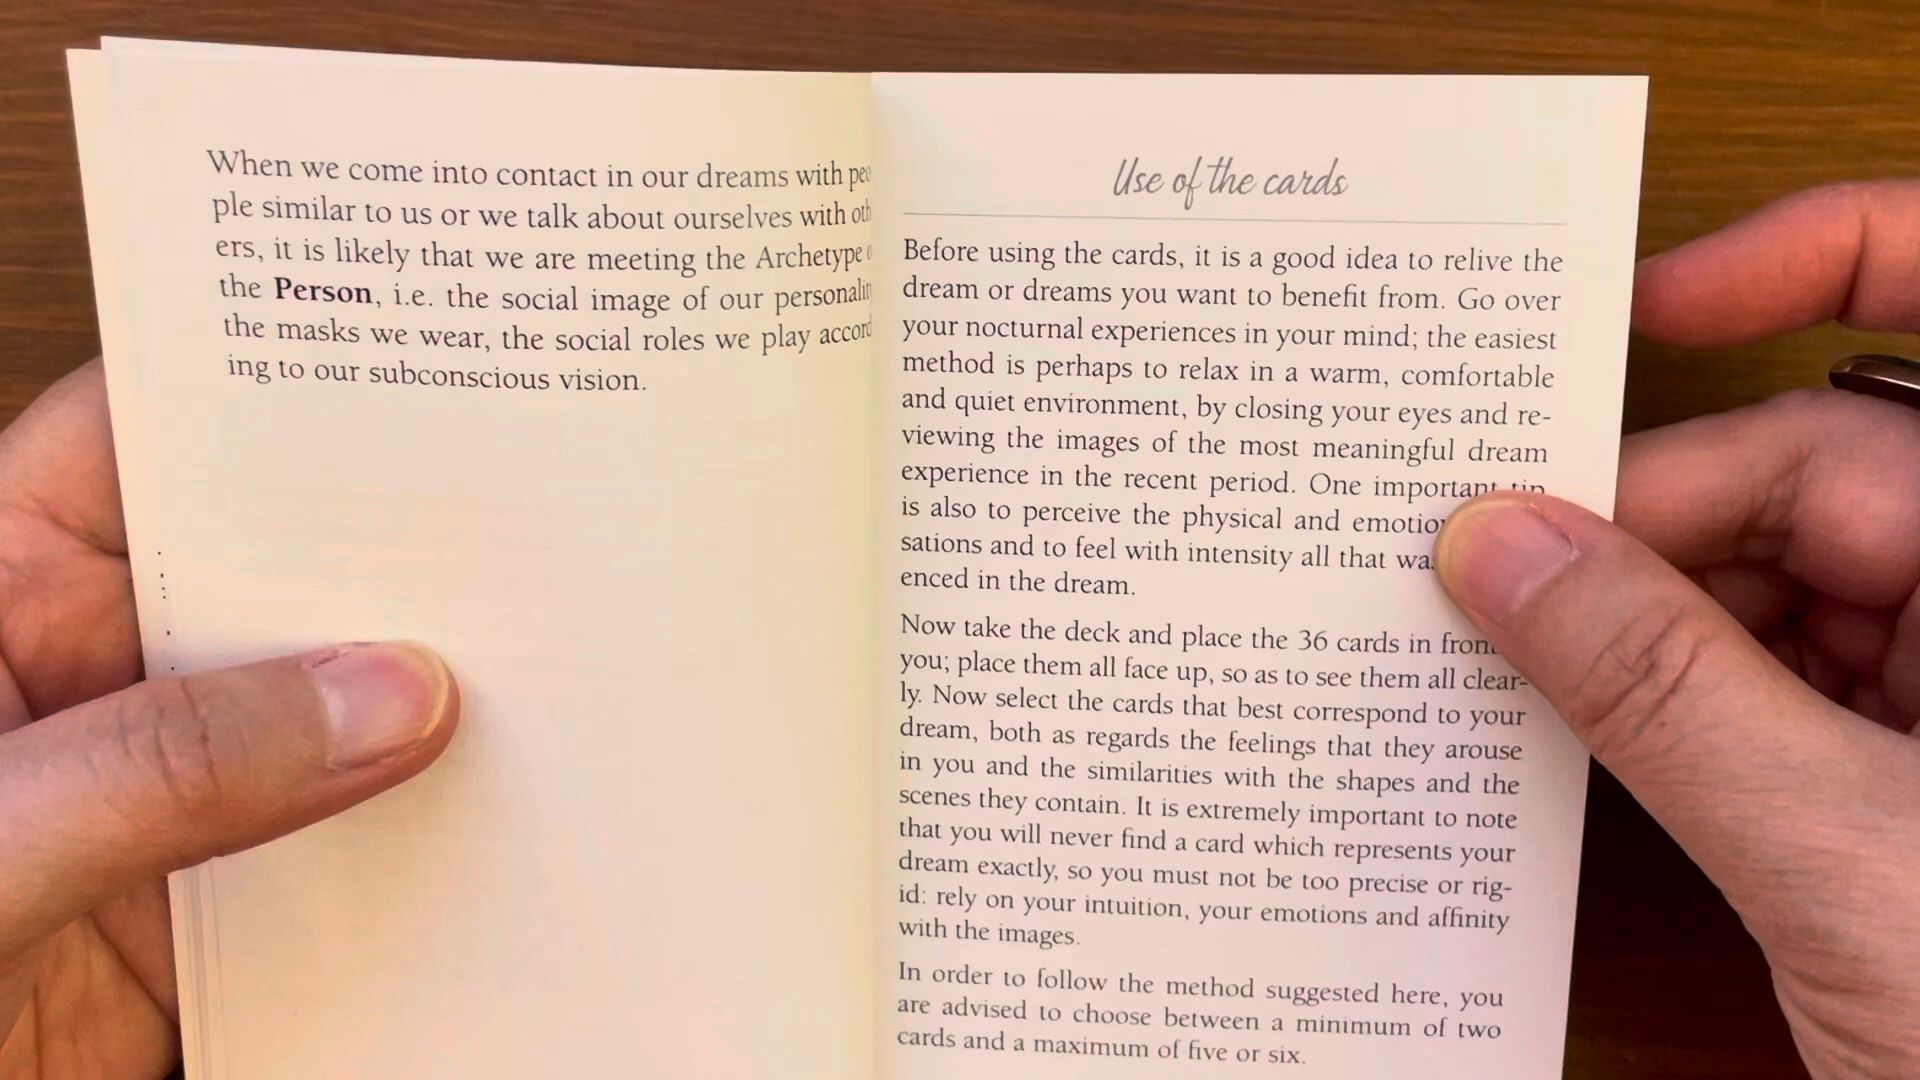 When we come into contact in our dreams with peo
ple similar to us or we talk about ourselves with oth
ers, it is likely that we are meeting the Archetype
the Person, i.e. the social image of our personalit
the masks we wear, the social roles we play accord
ing to our subconscious vision.
Use of the cards
Before using the cards, it is a good idea to relive the
dream or dreams you want to benefit from. Go over
your nocturnal experiences in your mind; the easiest
method is perhaps to relax in a warm, comfortable
and quiet environment, by closing your eyes and re-
viewing the images of the most meaningful dream
experience in the recent period. One important tip
is also to perceive the physical and emotio
sations and to feel with intensity all that was
enced in the dream.
Now take the deck and place the 36 cards in front
you; place them all face up, so as to see them all clear-
ly. Now select the cards that best correspond to your
dream, both as regards the feelings that they arouse
in you and the similarities with the shapes and the
scenes they contain. It is extremely important to note
that you will never find a card which represents your
dream exactly, so you must not be too precise or rig-
id: rely on your intuition, your emotions and affinity
with the images.
In order to follow the method suggested here, you
are advised to choose between a minimum of two
cards and a maximum of five or six.